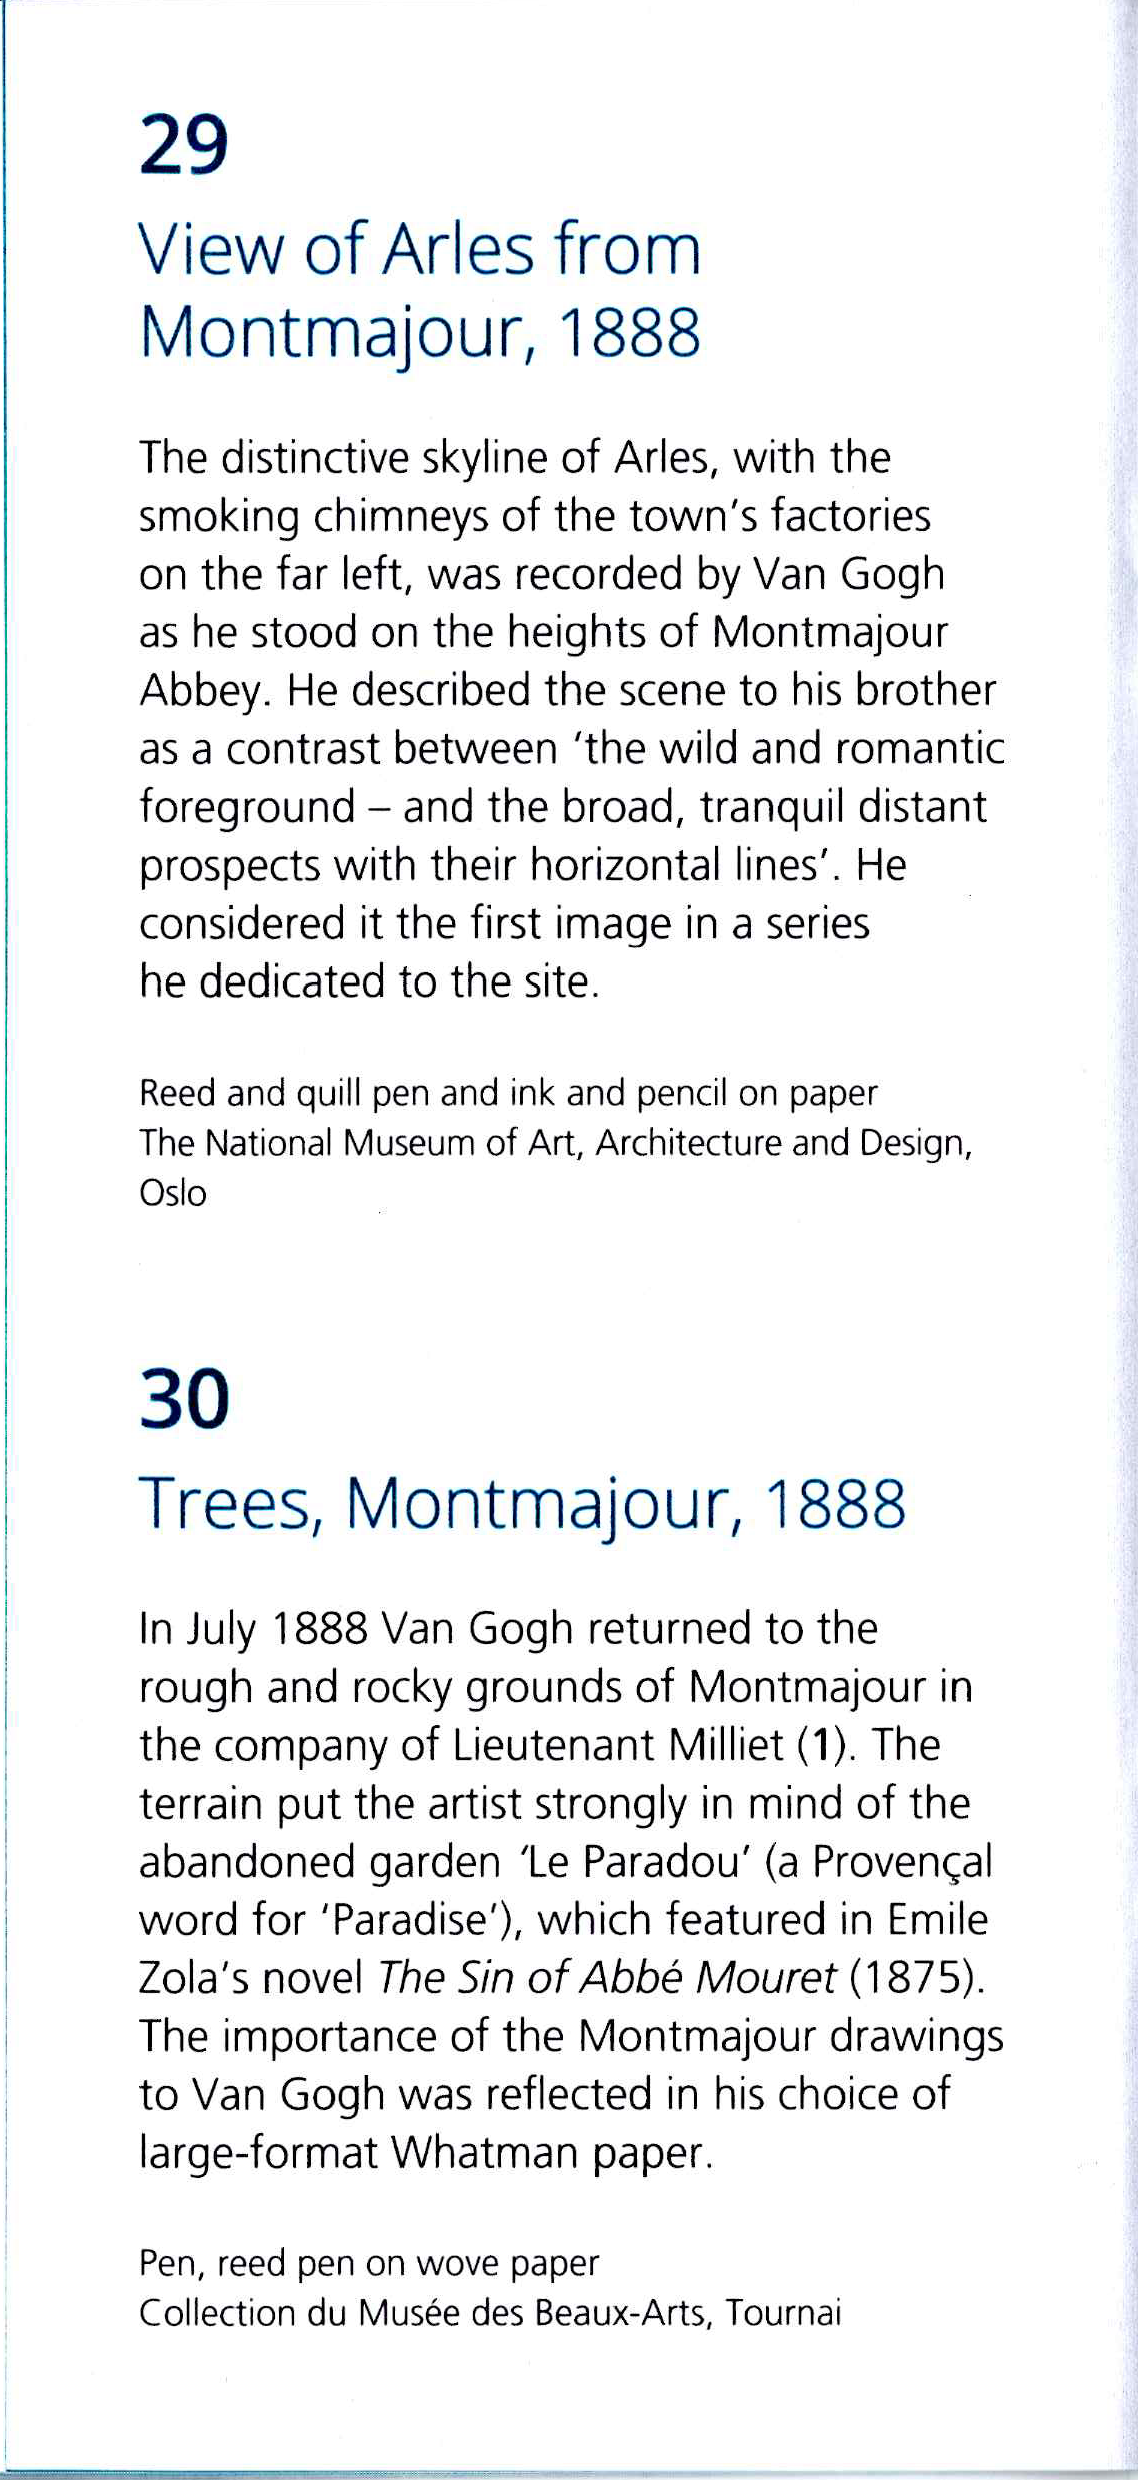 29
View of Arles from
Montmajour, 1888
The distinctive skyline of Arles, with the
smoking chimneys of the town's factories
on the far left, was recorded by Van Gogh
as he stood on the heights of Montmajour
Abbey. He described the scene to his brother
as a contrast between 'the wild and romantic
foreground – and the broad, tranquil distant
prospects with their horizontal lines'. He
considered it the first image in a series
he dedicated to the site.
Reed and quill pen and ink and pencil on paper
The National Museum of Art, Architecture and Design,
Oslo
30
Trees, Montmajour, 1888
In July 1888 Van Gogh returned to the
rough and rocky grounds of Montmajour in
the company of Lieutenant Milliet (1). The
terrain put the artist strongly in mind of the
abandoned garden 'Le Paradou' (a Provençal
word for 'Paradise'), which featured in Emile
Zola's novel The Sin of Abbé Mouret (1875).
The importance of the Montmajour drawings
to Van Gogh was reflected in his choice of
large-format Whatman paper.
Pen, reed pen on wove paper
Collection du Musée des Beaux-Arts, Tournai